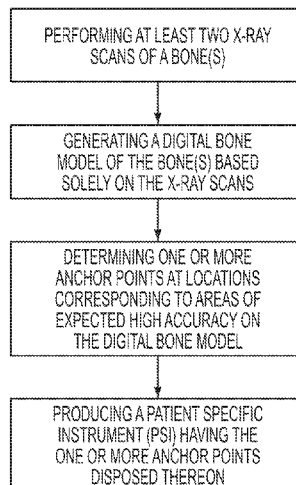 PERFORMING AT LEAST TWO X-RAY
SCANS OF A BONE(S)
GENERATING A DIGITAL BONE
MODEL OF THE BONE(S) BASED
SOLELY ON THE X-RAY SCANS
DETERMINING ONE OR MORE
ANCHOR POINTS AT LOCATIONS
CORRESPONDING TO AREAS OF
EXPECTED HIGH ACCURACY ON
THE DIGITAL BONE MODEL
PRODUCING A PATIENT SPECIFIC
INSTRUMENT (PSI) HAVING THE
ONE OR MORE ANCHOR POINTS
DISPOSED THEREON